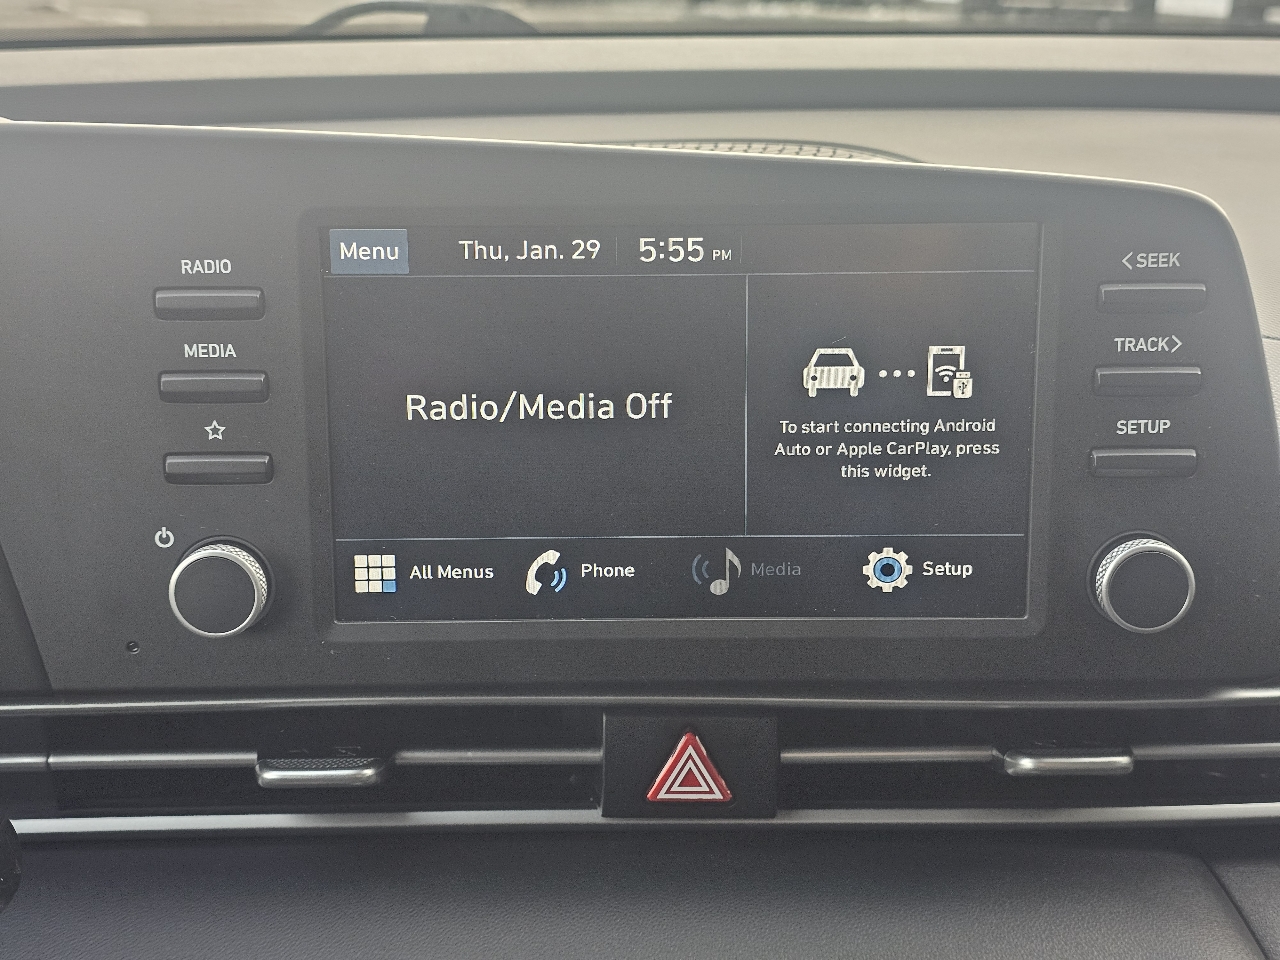 Menu
Thu, Jan. 29
5:55 PM
RADIO
<SEEK
MEDIA
TRACK>
SETUP
Radio/Media Off
To start connecting Android
Auto or Apple CarPlay, press
this widget.
All Menus
Phone
Media
Setup